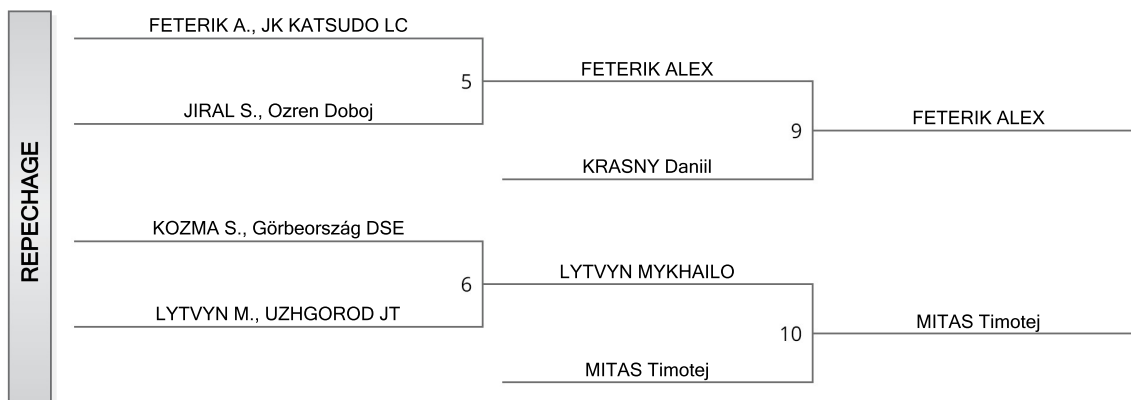 REPECHAGE
FETERIK A., JK KATSUDO LC
5
JIRAL S., Ozren Doboj
FETERIK ALEX
9
KRASNY Daniil
FETERIK ALEX
KOZMA S., Görbeország DSE
6
LYTVYN M., UZHGOROD JT
LYTVYN MYKHAILO
10
MITAS Timotej
MITAS Timotej